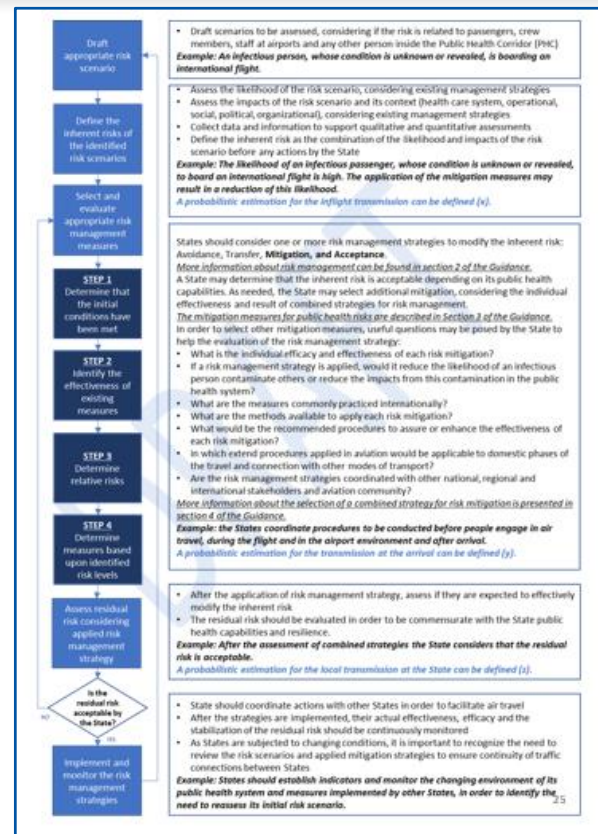 Draft
appropriate risk
scenario
• Draft scenarios to be assessed, considering if the risk is related to passengers, crew
members, staff at airports and any other person inside the Public Health Corridor (PHC)
Example: An infectious person, whose condition is unknown or revealed, is boarding an
international flight.
Define the
inherent risks of
the identified
risk scenarios
• Assess the likelihood of the risk scenario, considering existing management strategies
• Assess the impacts of the risk scenario and its context (health care system, operational,
social, political, organizational), considering existing management strategies
• Collect data and information to support qualitative and quantitative assessments
• Define the inherent risk as the combination of the likelihood and impacts of the risk
scenario before any actions by the State
Example: The likelihood of an infectious passenger, whose condition is unknown or revealed,
to board an international flight is high. The application of the mitigation measures may
result in a reduction of this likelihood.
A probabilistic estimation for the inflight transmission can be defined (x).
Select and
evaluate
appropriate risk
management
measures
STEP 1
Determine that
the initial
conditions have
been met
STEP 2
Identify the
effectiveness of
existing
measures
STEP 3
Determine
relative risks
STEP 4
Determine
measures based
upon identified
risk levels
States should consider one or more risk management strategies to modify the inherent risk:
Avoidance, Transfer, Mitigation, and Acceptance.
More information about risk management can be found in section 2 of the Guidance.
A State may determine that the inherent risk is acceptable depending on its public health
capabilities. As needed, the State may select additional mitigation, considering the individual
effectiveness and result of combined strategies for risk management.
The mitigation measures for public health risks are described in Section 3 of the Guidance.
In order to select other mitigation measures, useful questions may be posed by the State to
help the evaluation of the risk management strategy:
• What is the individual efficacy and effectiveness of each risk mitigation?
• If a risk management strategy is applied, would it reduce the likelihood of an infectious
person contaminate others or reduce the impacts from this contamination in the public
health system?
• What are the measures commonly practiced internationally?
• What are the methods available to apply each risk mitigation?
• What would be the recommended procedures to assure or enhance the effectiveness of
each risk mitigation?
• In which extend procedures applied in aviation would be applicable to domestic phases of
the travel and connection with other modes of transport?
• Are the risk management strategies coordinated with other national, regional and
international stakeholders and aviation community?
More information about the selection of a combined strategy for risk mitigation is presented in
section 4 of the Guidance.
Example: the States coordinate procedures to be conducted before people engage in air
travel, during the flight and in the airport environment and after arrival.
A probabilistic estimation for the transmission at the arrival can be defined (y).
Assess residual
risk considering
applied risk
management
strategy
• After the application of risk management strategy, assess if they are expected to effectively
modify the inherent risk
• The residual risk should be evaluated in order to be commensurate with the State public
health capabilities and resilience.
Example: After the assessment of combined strategies the State considers that the residual
risk is acceptable.
A probabilistic estimation for the local transmission at the State can be defined (z).
Is the
residual risk
acceptable by
the State?
NO
YES
Implement and
monitor the risk
management
strategies
• State should coordinate actions with other States in order to facilitate air travel
• After the strategies are implemented, their actual effectiveness, efficacy and the
stabilization of the residual risk should be continuously monitored
• As States are subjected to changing conditions, it is important to recognize the need to
review the risk scenarios and applied mitigation strategies to ensure continuity of traffic
connections between States
Example: States should establish indicators and monitor the changing environment of its
public health system and measures implemented by other States, in order to identify the
need to reassess its initial risk scenario.
25
DRAFT